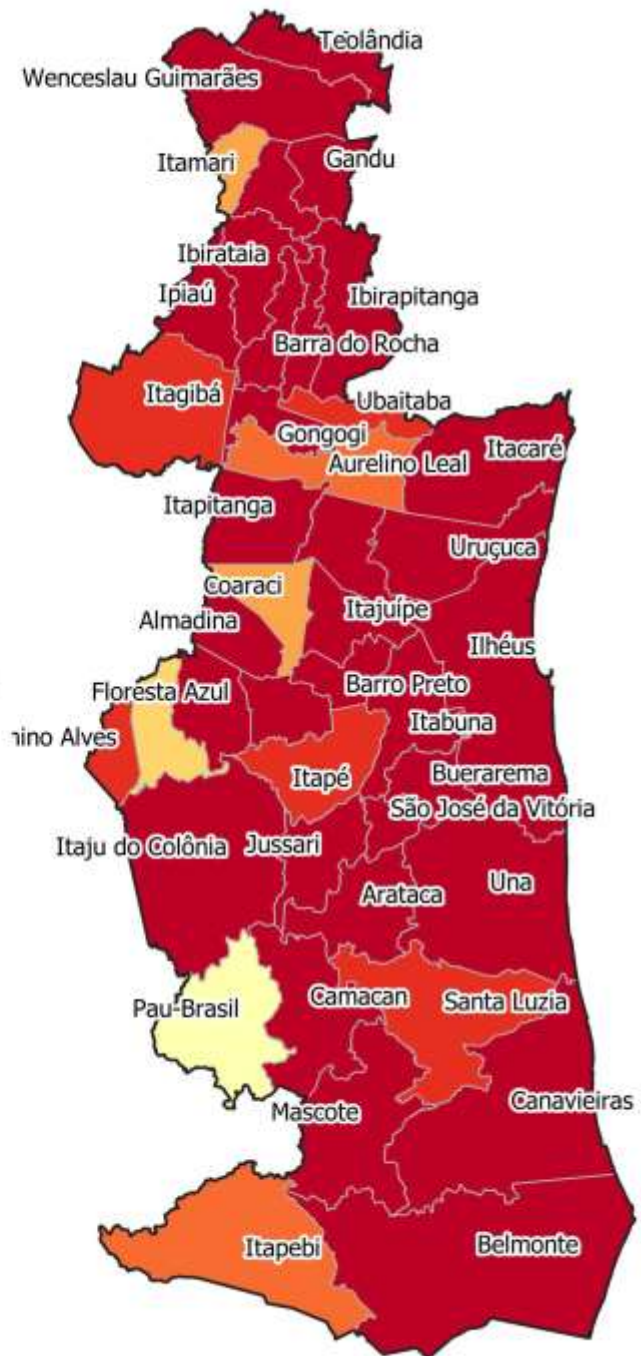 Teolândia
Wenceslau Guimarães
Itamari
Gandu
Ibirataia
Ipiaú
Ibirapitanga
Barra do Rocha
Itagibá
Ubaitaba
Gongogi
Itacaré
Aurelino Leal
Itapitanga
Uruçuca
Coaraci
Itajuípe
Almadina
Ilhéus
Floresta Azul
Barro Preto
Itabuna
nino Alves
Itapé
Buerarema
São José da Vitória
Itaju do Colônia
Jussari
Arataca
Una
Camacan
Santa Luzia
Pau-Brasil
Canavieiras
Mascote
Itapebi
Belmonte